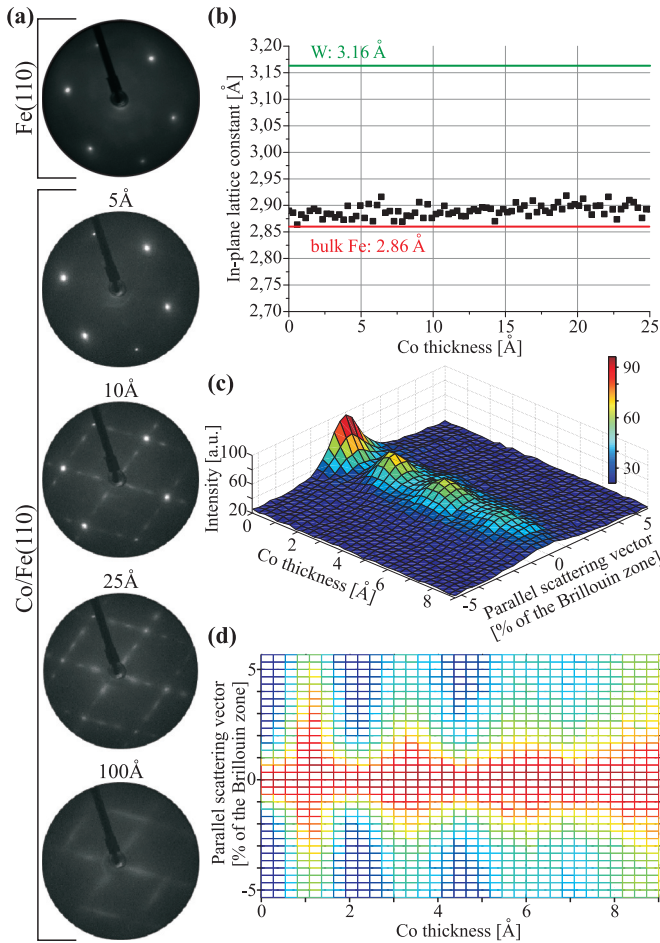 (a)
Fe(110)
Co/Fe(110)
5Å
10Å
25Å
100Å
(b)
In-plane lattice constant [Å]
3,20
3,15
3,10
3,05
3,00
2,95
2,90
2,85
2,80
2,75
2,70
W: 3.16 Å
bulk Fe: 2.86 Å
0 5 10 15 20 25
Co thickness [Å]
(c)
Intensity [a.u.]
100
60
20
0 2 4 6 8
Co thickness [Å]
-5 0 5
Parallel scattering vector
[% of the Brillouin zone]
90
60
30
(d)
Parallel scattering vector
[% of the Brillouin zone]
5
0
-5
0 2 4 6 8
Co thickness [Å]